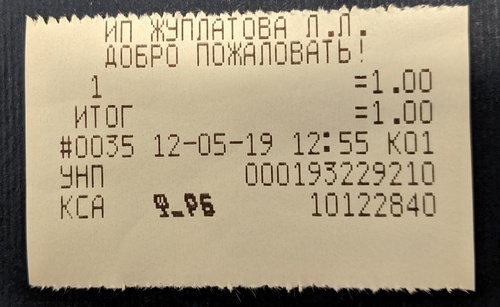 ИП ЖУПЛАТОВА Л.Л.
ДОБРО ПОЖАЛОВАТЬ!
1 =1.00
ИТОГ =1.00
#0035 12-05-19 12:55 К01
УНП 000193229210
КСА 10122840